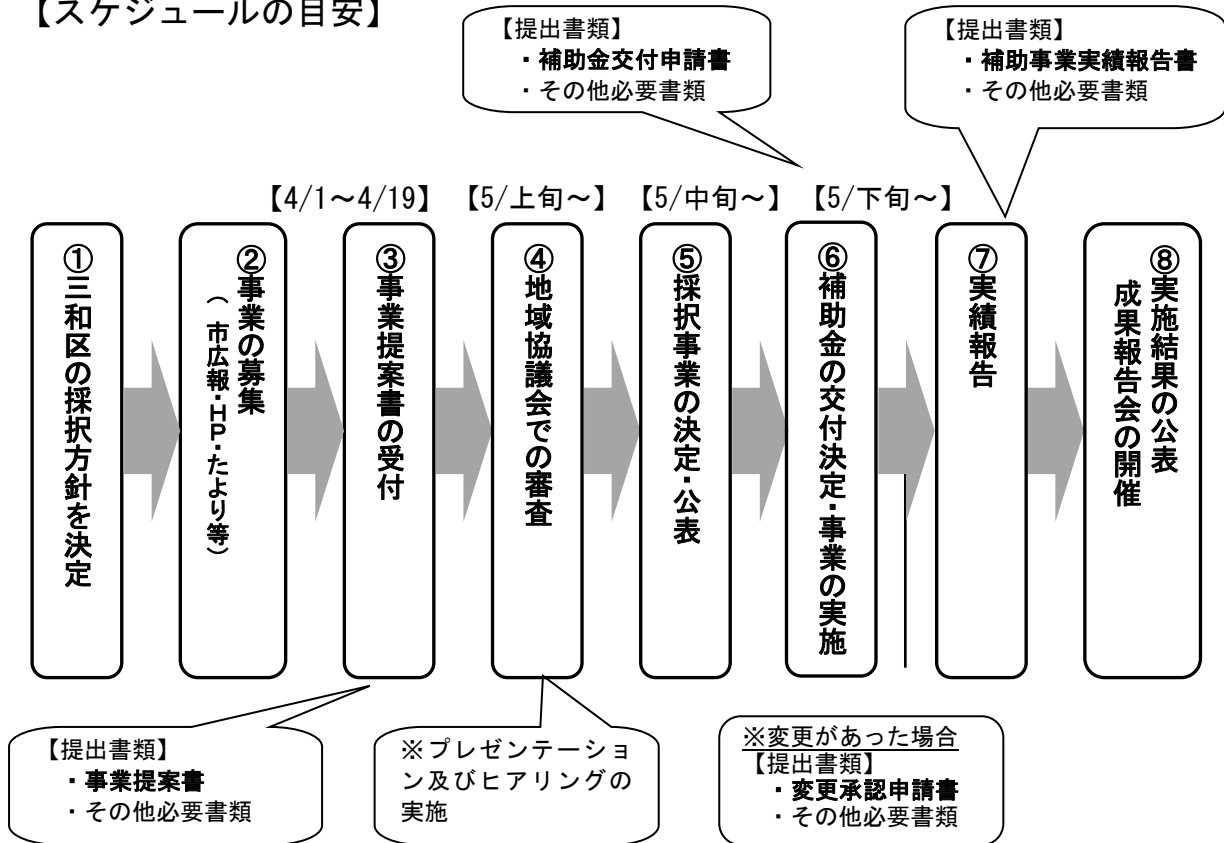 【スケジュールの目安】
【提出書類】
・補助金交付申請書
・その他必要書類
【提出書類】
・補助事業実績報告書
・その他必要書類
【4/1～4/19】
【5/上旬～】
【5/中旬～】
【5/下旬～】
①三和区の採択方針を決定
②事業の募集
（ 市広報・HP・たより等）
③事業提案書の受付
④地域協議会での審査
⑤採択事業の決定・公表
⑥補助金の交付決定・事業の実施
⑦実績報告
⑧実施結果の公表
成果報告会の開催
【提出書類】
・事業提案書
・その他必要書類
※プレゼンテーショ
ン及びヒアリングの
実施
※変更があった場合
【提出書類】
・変更承認申請書
・その他必要書類